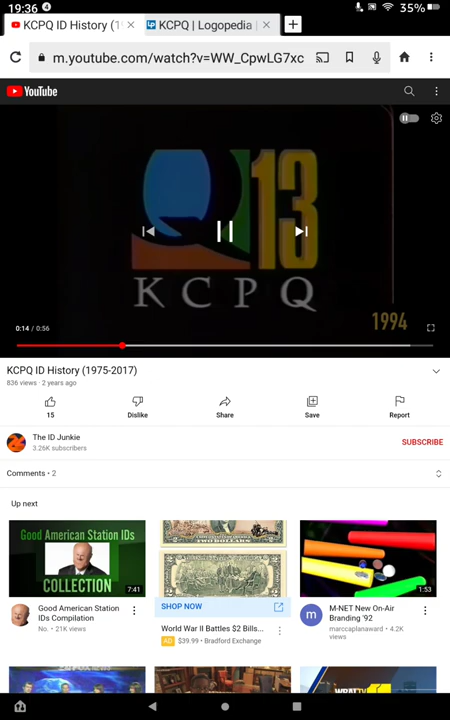 19:36 4 35%
KCPQ ID History (1
KCPQ | Logopedia |
m.youtube.com/watch?v=WW_CpwLG7xc
YouTube
Q13
KCPQ
1994
0:14 / 0:56
KCPQ ID History (1975-2017)
836 views · 2 years ago
15
Dislike
Share
Save
Report
The ID Junkie
3.26K subscribers
SUBSCRIBE
Comments • 2
Up next
Good American Station IDs
COLLECTION
7:41
Good American Station
IDs Compilation
No. · 21K views
TWO DOLLARS
SHOP NOW
World War II Battles $2 Bills...
AD $39.99 • Bradford Exchange
1:53
m
M-NET New On-Air
Branding '92
marccaplanaward · 4.2K
views